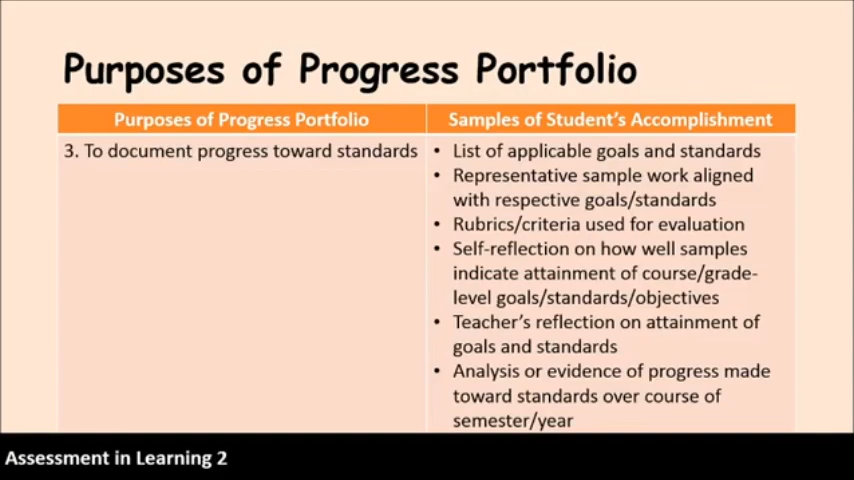 Purposes of Progress Portfolio
Purposes of Progress Portfolio
Samples of Student's Accomplishment
3. To document progress toward standards
• List of applicable goals and standards
• Representative sample work aligned
with respective goals/standards
• Rubrics/criteria used for evaluation
• Self-reflection on how well samples
indicate attainment of course/grade-
level goals/standards/objectives
• Teacher's reflection on attainment of
goals and standards
• Analysis or evidence of progress made
toward standards over course of
semester/year
Assessment in Learning 2